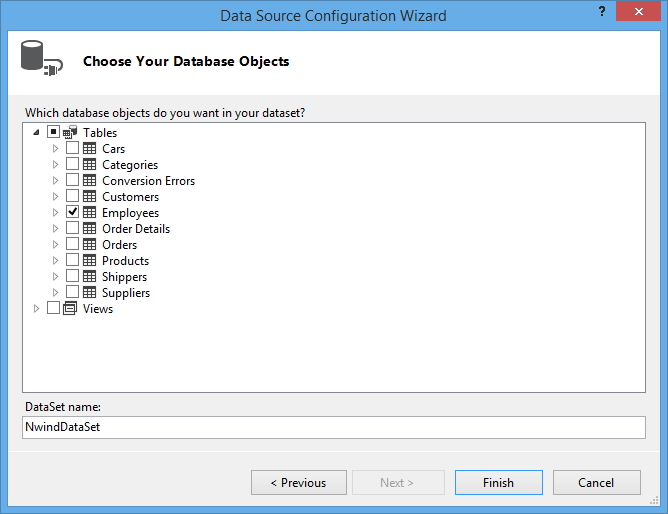 Data Source Configuration Wizard
?
Choose Your Database Objects
Which database objects do you want in your dataset?
Tables
Cars
Categories
Conversion Errors
Customers
Employees
Order Details
Orders
Products
Shippers
Suppliers
Views
DataSet name:
NwindDataSet
< Previous
Next >
Finish
Cancel